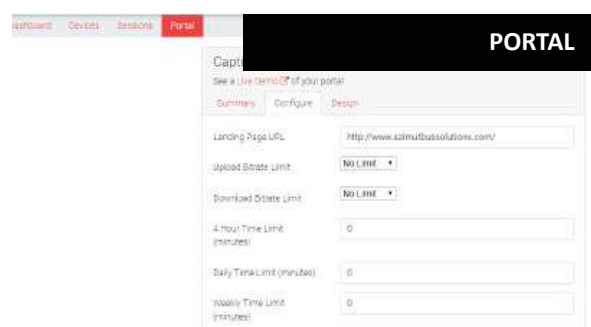 Dashboard Devices Sessions Portal
PORTAL
Capti
See a Live Demo of your portal
Summary Configure Design
Landing Page URL
http://www.azimutbussolutions.com/
Upload Bitrate Limit
No Limit
Download Bitrate Limit
No Limit
4 Hour Time Limit
(minutes)
0
Daily Time Limit (minutes)
0
Weekly Time Limit
(minutes)
0